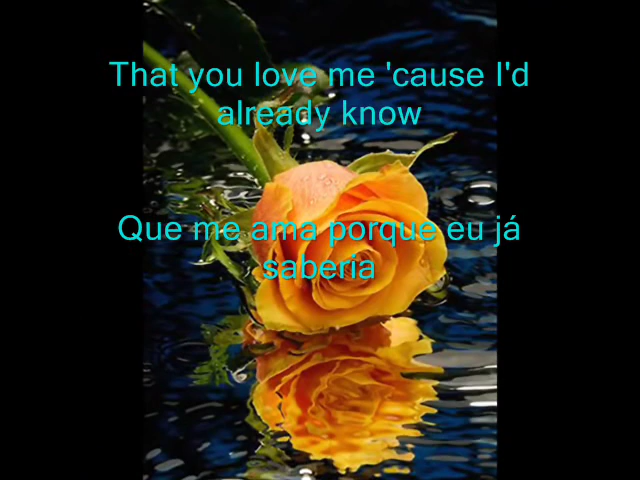 That you love me 'cause I'd
already know
Que me ama porque eu já
saberia